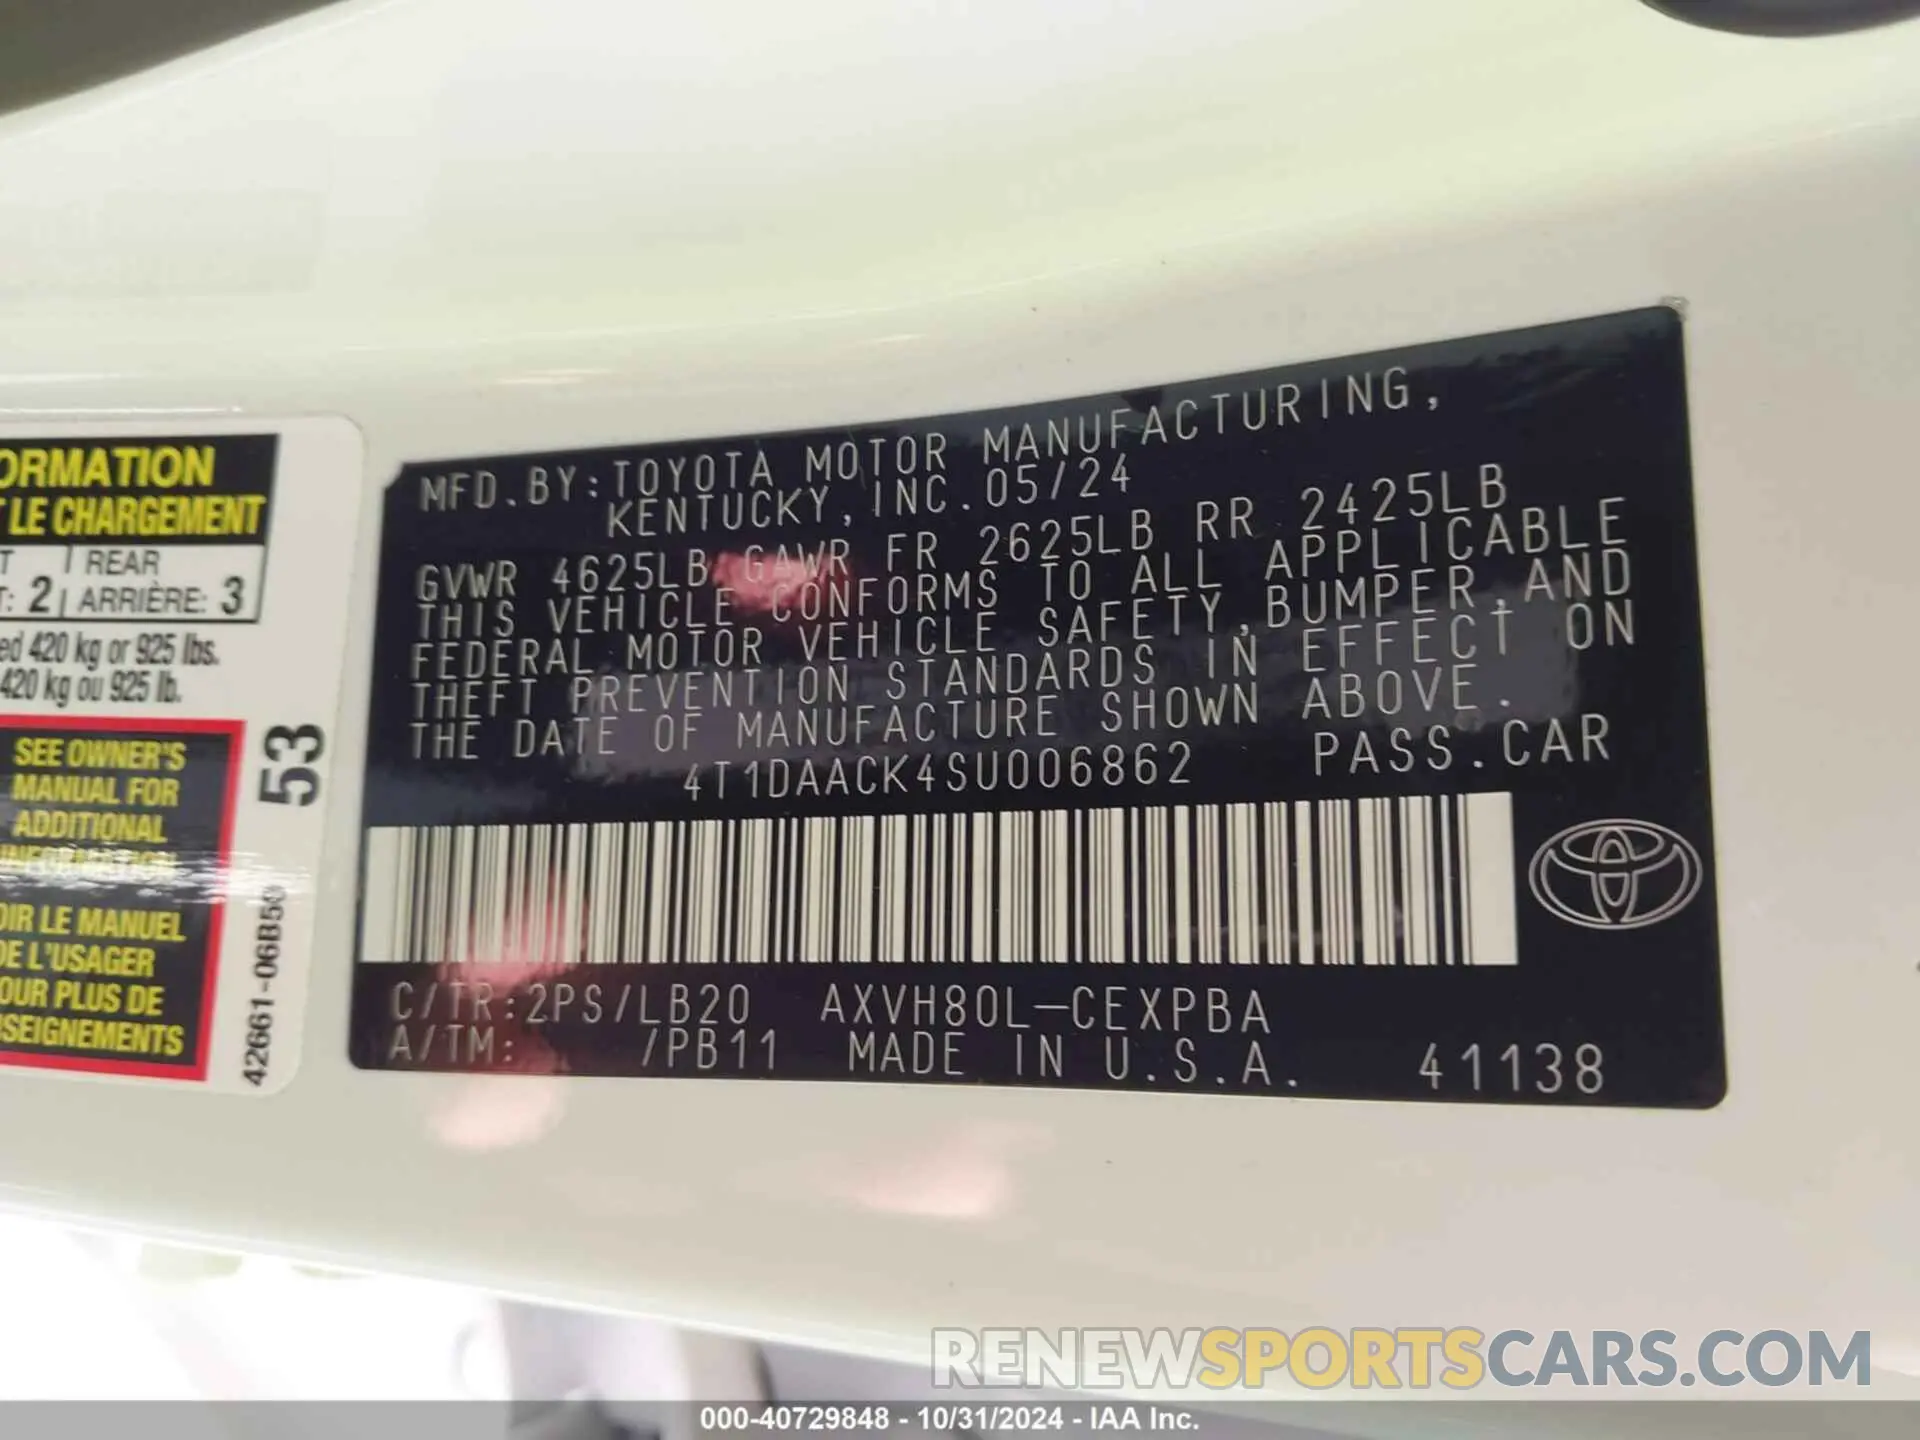 MFD.BY:TOYOTA MOTOR MANUFACTURING,
KENTUCKY,INC.05/24
GVWR 4625LB GAWR FR 2625LB RR 2425LB
THIS VEHICLE CONFORMS TO ALL APPLICABLE
FEDERAL MOTOR VEHICLE SAFETY,BUMPER,AND
THEFT PREVENTION STANDARDS IN EFFECT ON
THE DATE OF MANUFACTURE SHOWN ABOVE.
4T1DAACK4SU006862 PASS.CAR
C/TR:2PS/LB20 AXVH80L-CEXPBA
A/TM: /PB11 MADE IN U.S.A. 41138
ORMATION
T LE CHARGEMENT
T REAR
T: 2 ARRIÈRE: 3
ed 420 kg or 925 lbs.
420 kg ou 925 lb.
SEE OWNER'S
MANUAL FOR
ADDITIONAL
INFORMATION
OIR LE MANUEL
DE L'USAGER
OUR PLUS DE
SEIGNEMENTS
53
42661-06B50
RENEWSPORTSCARS.COM
000-40729848 - 10/31/2024 - IAA Inc.